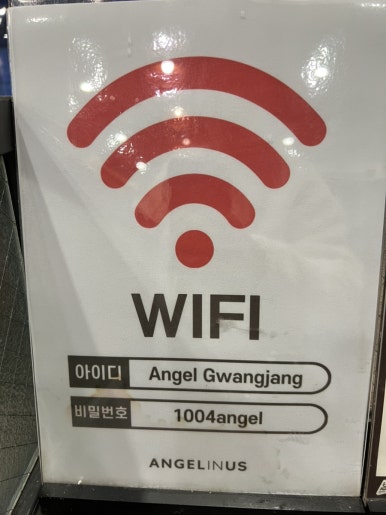 WIFI
아이디 Angel Gwangjang
비밀번호 1004angel
ANGELINUS